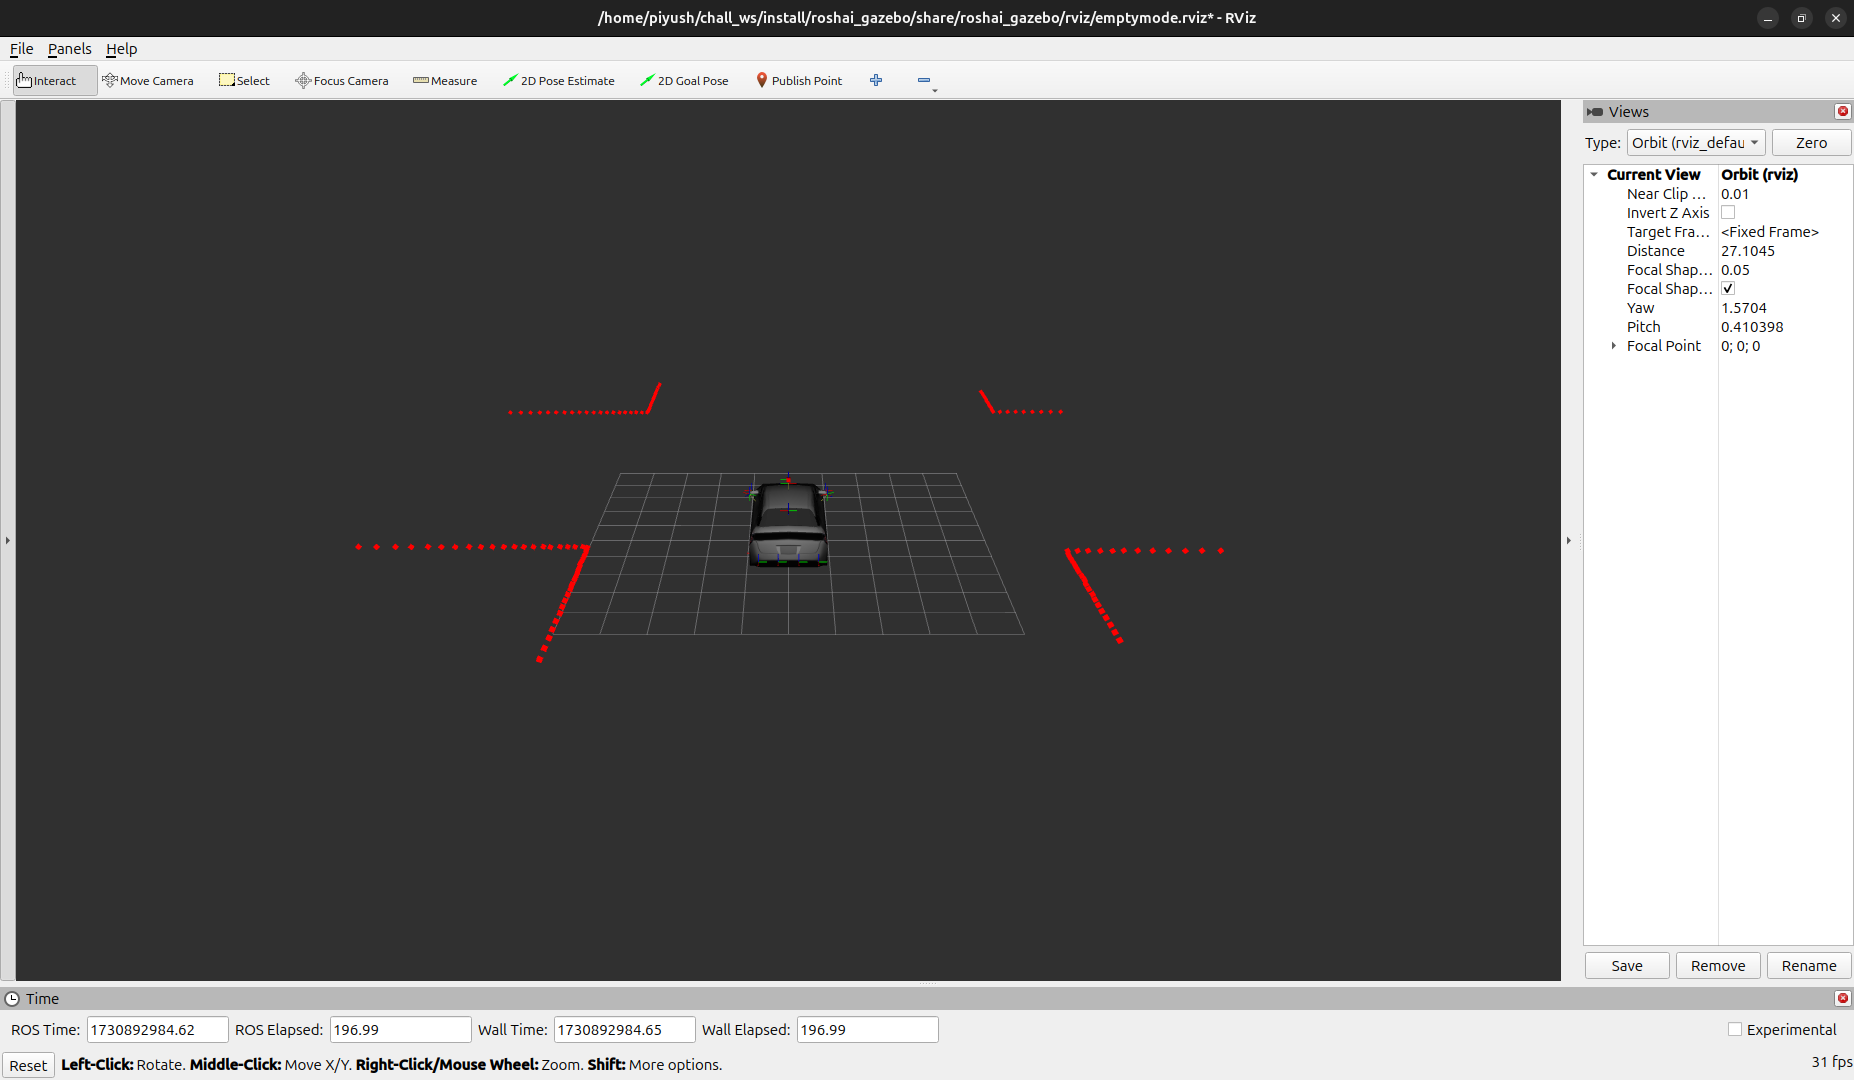 /home/piyush/chall_ws/install/roshai_gazebo/share/roshai_gazebo/rviz/emptymode.rviz* - RViz
File Panels Help
Interact Move Camera Select Focus Camera Measure 2D Pose Estimate 2D Goal Pose Publish Point
Views
Type: Orbit (rviz_defau Zero
Current View Orbit (rviz)
Near Clip ... 0.01
Invert Z Axis
Target Fra... <Fixed Frame>
Distance 27.1045
Focal Shap... 0.05
Focal Shap...
Yaw 1.5704
Pitch 0.410398
Focal Point 0; 0; 0
Save Remove Rename
Time
ROS Time: 1730892984.62 ROS Elapsed: 196.99 Wall Time: 1730892984.65 Wall Elapsed: 196.99 Experimental
Reset Left-Click: Rotate. Middle-Click: Move X/Y. Right-Click/Mouse Wheel: Zoom. Shift: More options. 31 fps